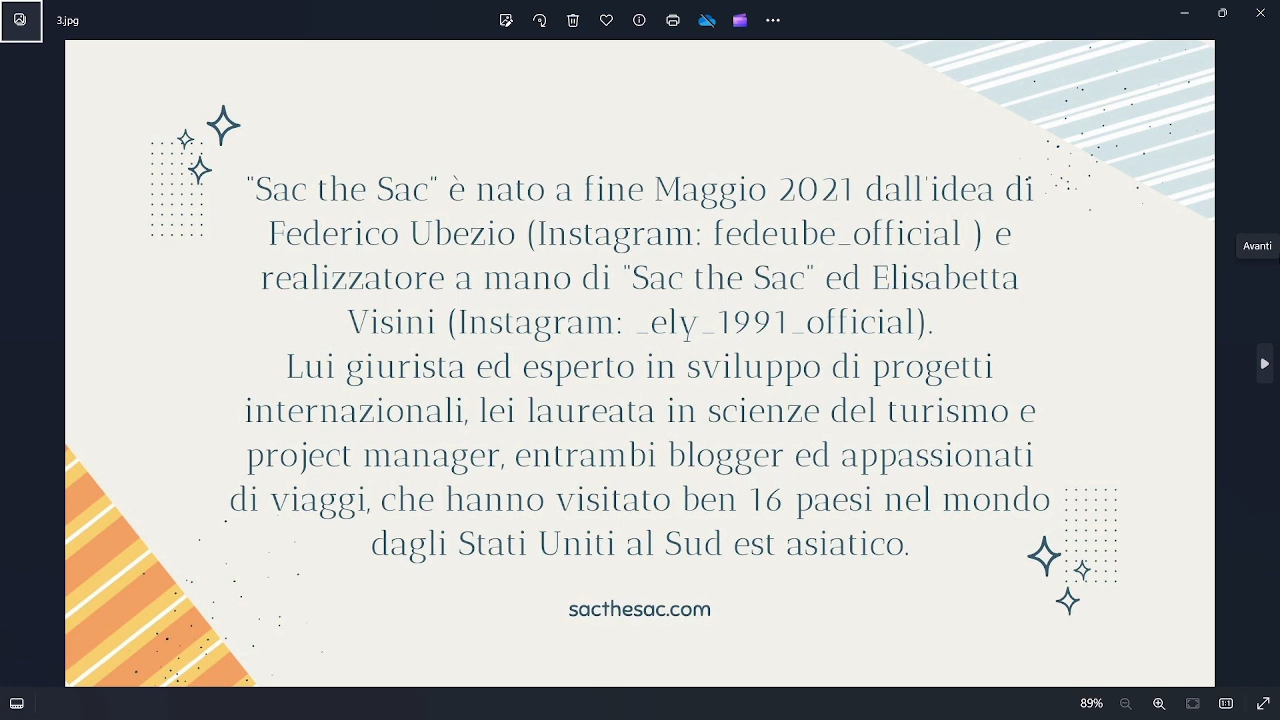 3.jpg
"Sac the Sac" è nato a fine Maggio 2021 dall'idea di
Federico Ubezio (Instagram: fedeube_official ) e
realizzatore a mano di "Sac the Sac" ed Elisabetta
Visini (Instagram: _ely_1991_official).
Lui giurista ed esperto in sviluppo di progetti
internazionali, lei laureata in scienze del turismo e
project manager, entrambi blogger ed appassionati
di viaggi, che hanno visitato ben 16 paesi nel mondo
dagli Stati Uniti al Sud est asiatico.
sacthesac.com
Avanti
89%